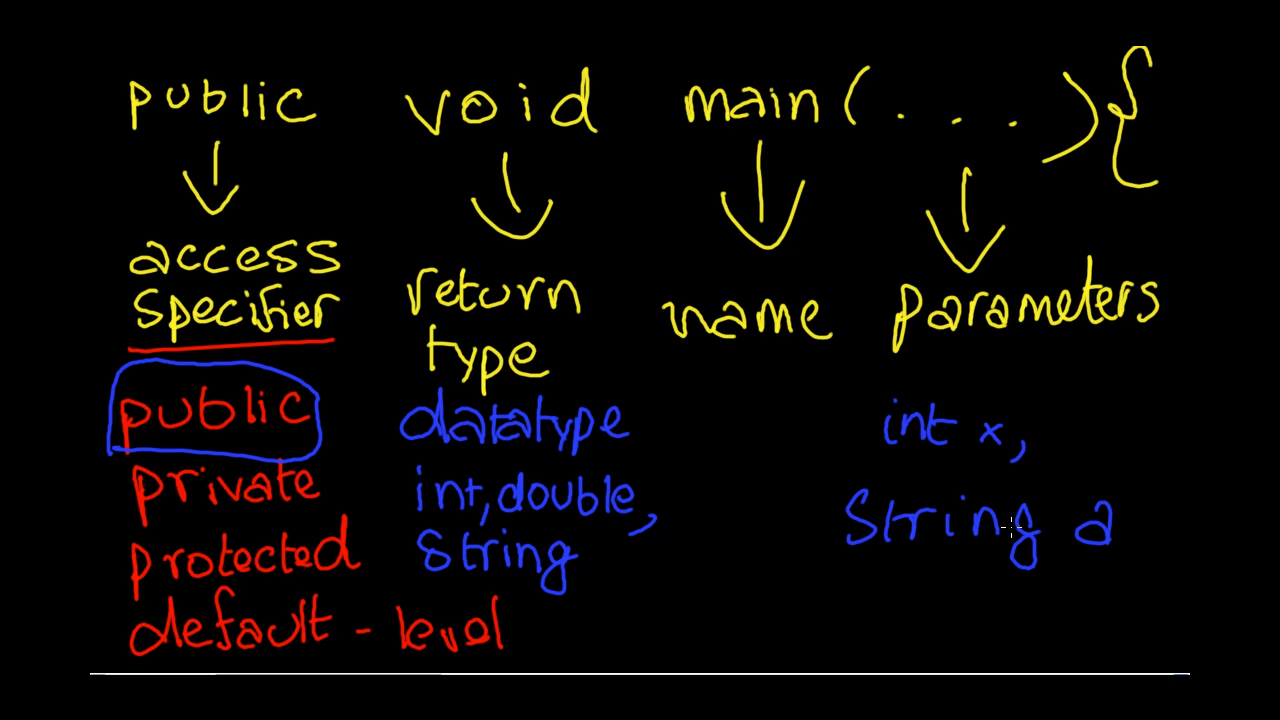 public void main( . . . ){
access specifier return type name parameters
public datatype int x,
private int, double, String a
protected String
default - level